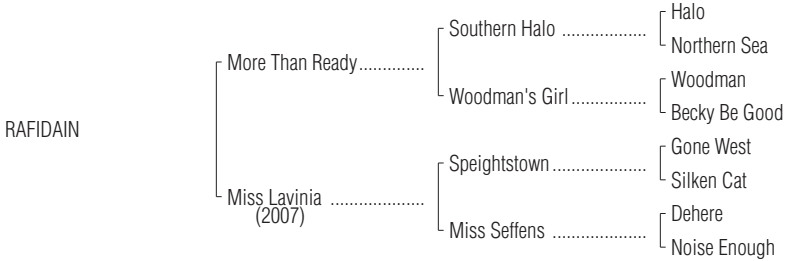 Halo
Southern Halo ..................
Northern Sea
More Than Ready..............
Woodman
Woodman's Girl................
Becky Be Good
RAFIDAIN
Gone West
Speightstown....................
Silken Cat
Miss Lavinia ....................
(2007)
Dehere
Miss Seffens ....................
Noise Enough